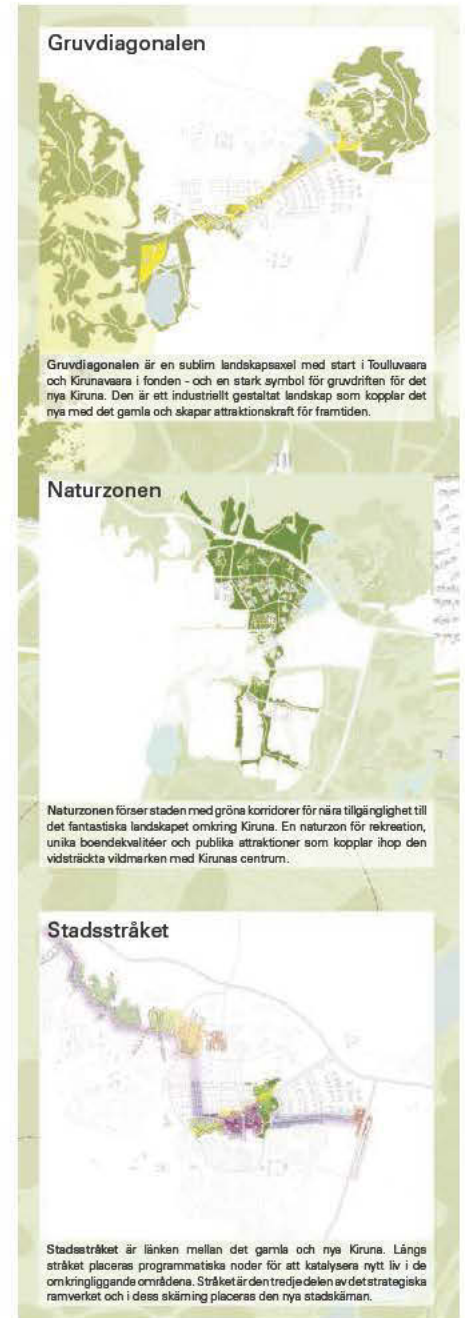 Gruvdiagonalen
Gruvdiagonalen är en sublim landskapsaxel med start i Toulluvaara
och Kirunavaara i fonden - och en stark symbol för gruvdriften för det
nya Kiruna. Den är ett industriellt gestaltat landskap som kopplar det
nya med det gamla och skapar attraktionskraft för framtiden.
Naturzonen
Naturzonen förser staden med gröna korridorer för nära tillgänglighet till
det fantastiska landskapet omkring Kiruna. En naturzon för rekreation,
unika boendekvalitéer och publika attraktioner som kopplar ihop den
vidsträckta vildmarken med Kirunas centrum.
Stadsstråket
Stadsstråket är länken mellan det gamla och nya Kiruna. Längs
stråket placeras programmatiska noder för att katalysera nytt liv i de
omkringliggande områdena. Stråket är den tredje delen av det strategiska
ramverket och i dess skärning placeras den nya stadskärnan.